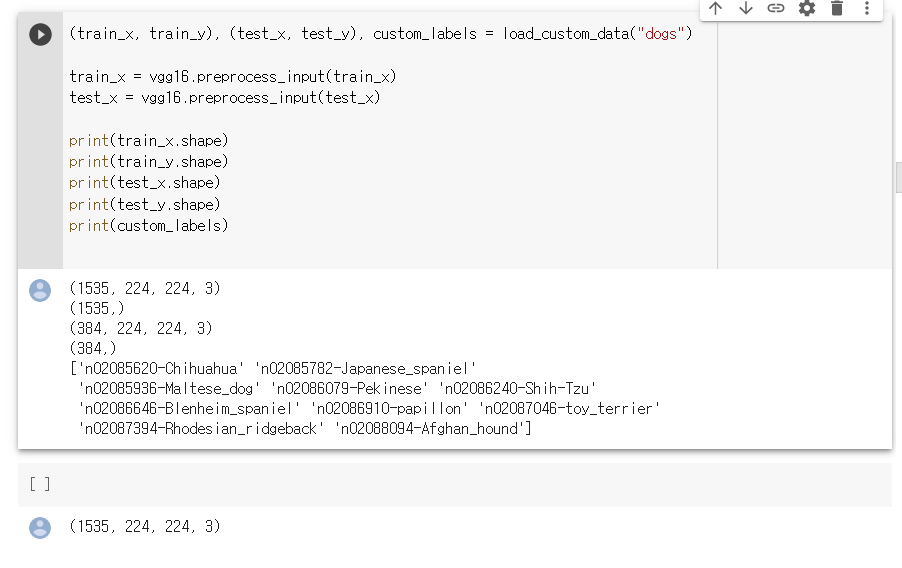 (train_x, train_y), (test_x, test_y), custom_labels = load_custom_data("dogs")
train_x = vgg16.preprocess_input(train_x)
test_x = vgg16.preprocess_input(test_x)
print(train_x.shape)
print(train_y.shape)
print(test_x.shape)
print(test_y.shape)
print(custom_labels)
(1535, 224, 224, 3)
(1535,)
(384, 224, 224, 3)
(384,)
['n02085620-Chihuahua' 'n02085782-Japanese_spaniel'
'n02085936-Maltese_dog' 'n02086079-Pekinese' 'n02086240-Shih-Tzu'
'n02086646-Blenheim_spaniel' 'n02086910-papillon' 'n02087046-toy_terrier'
'n02087394-Rhodesian_ridgeback' 'n02088094-Afghan_hound']
[ ]
(1535, 224, 224, 3)